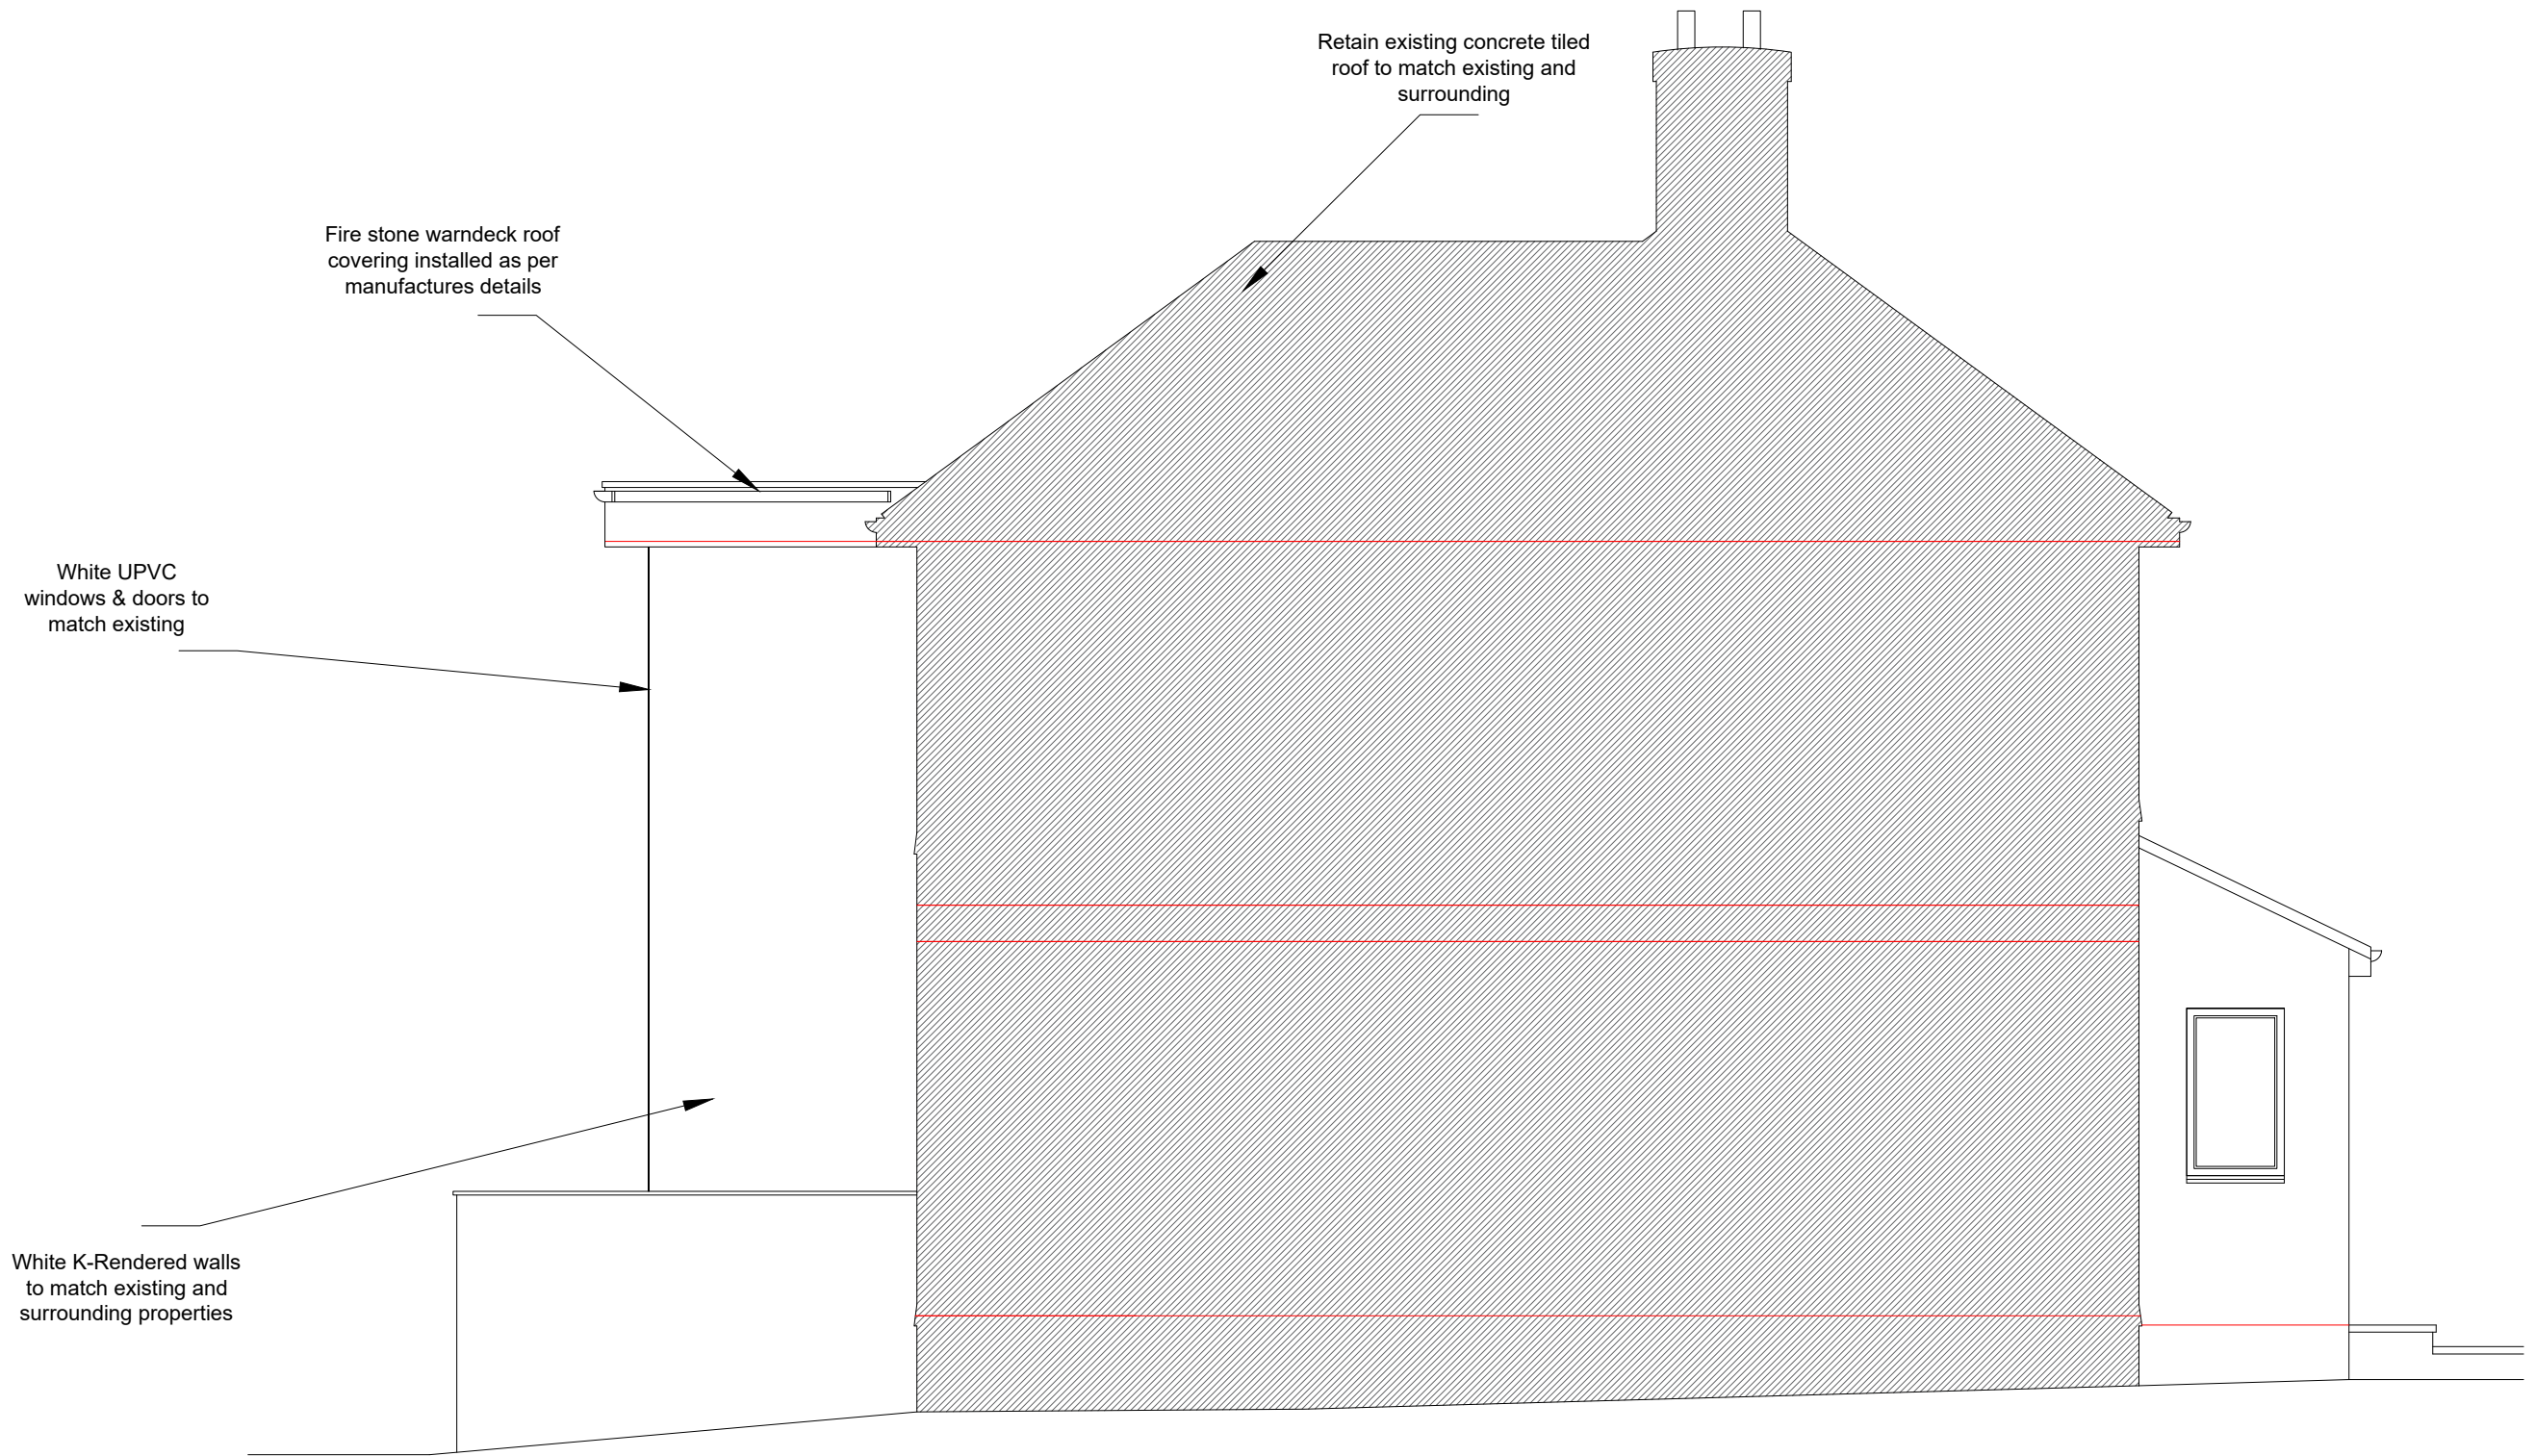 Retain existing concrete tiled
roof to match existing and
surrounding
Fire stone warndeck roof
covering installed as per
manufactures details
White UPVC
windows & doors to
match existing
White K-Rendered walls
to match existing and
surrounding properties